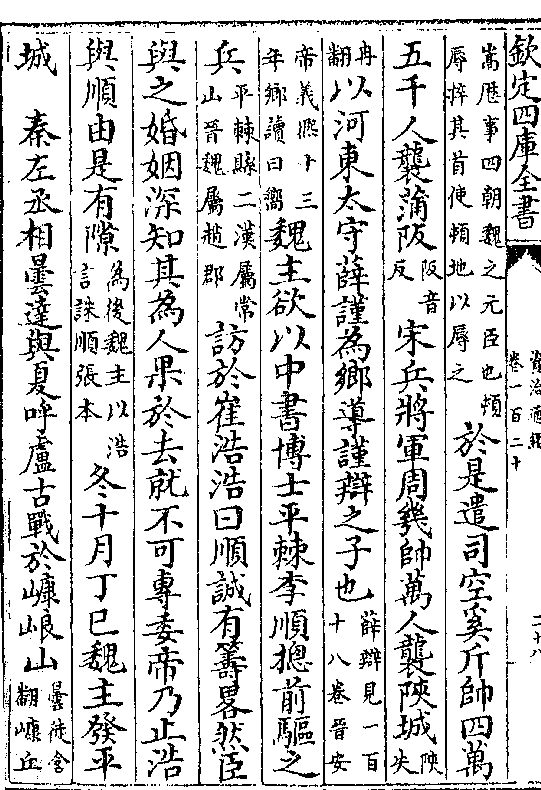 欽定四庫全書
資治通鑑
卷一百二十
二十八
嵩歴事四朝魏之元臣也頓
辱捽其首使頓地以辱之
於是遣司空奚斤帥四萬
五千人襲蒲阪
阪音
反
宋兵將軍周幾帥萬人襲陜城
陜
失
冉
翻
以河東太守薛謹為鄉導謹辯之子也
薛辯見一百
十八卷晉安
帝義熈十三
年鄉讀曰嚮
魏主欲以中書博士平棘李順總前驅之
兵
平棘縣二漢屬常
山晉魏屬趙郡
訪於崔浩浩曰順誠有籌畧然臣
與之婚姻深知其為人果於去就不可專委帝乃止浩
與順由是有隙
為後魏主以浩
言誅順張本
冬十月丁巳魏主發平
城 秦左丞相曇達與夏呼盧古戰於嵻㟍山
曇徒含
翻嵻丘